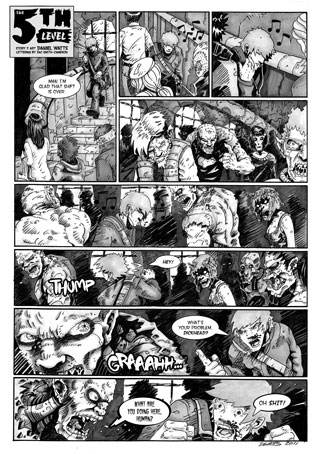 THE
5TH
LEVEL
STORY & ART DANIEL WATTS
MAN, I'M
GLAD THAT
SHIFT IS
OVER.
THUMP
HEY!
WHAT'S
YOUR PROBLEM,
DICKHEAD?
GRAAAHH...
WHAT ARE
YOU DOING HERE,
HUMAN?
OH SHIT!